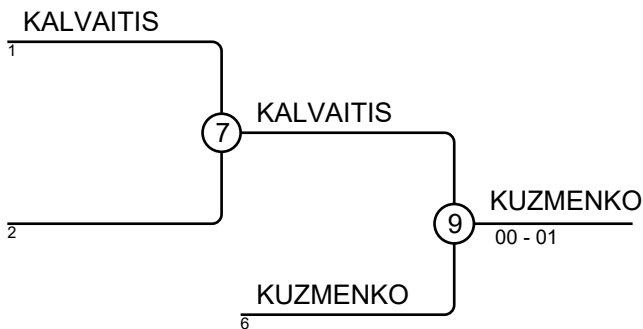 KALVAITIS
1
7
KALVAITIS
2
9
KUZMENKO
00 - 01
KUZMENKO
6